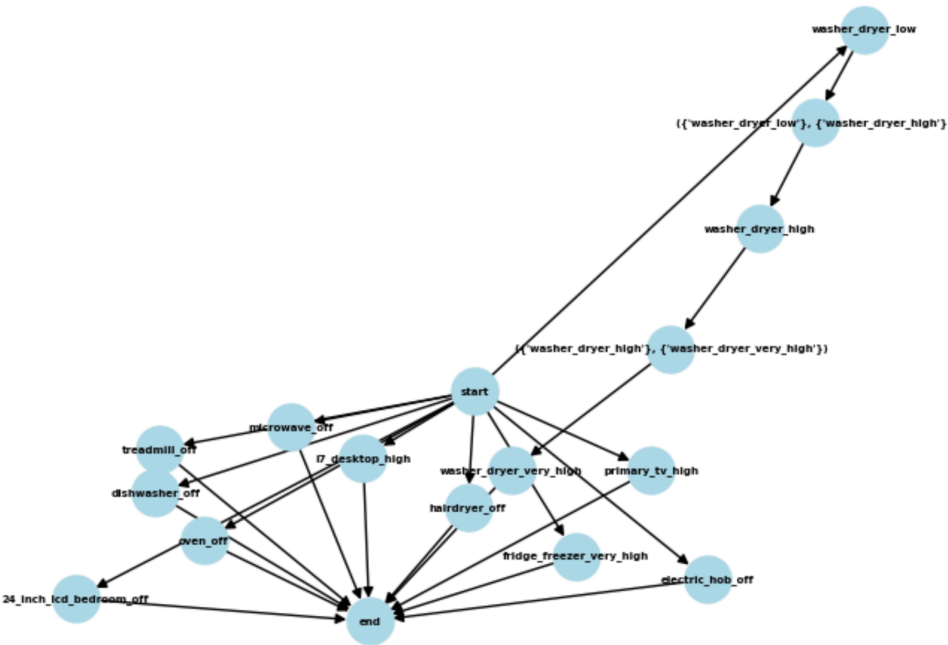 washer_dryer_low
({'washer_dryer_low'}, {'washer_dryer_high'}
washer_dryer_high
({'washer_dryer_high'}, {'washer_dryer_very_high'})
start
microwave_off
treadmill_off
i7_desktop_high
washer_dryer_very_high
primary_tv_high
dishwasher_off
hairdryer_off
oven_off
fridge_freezer_very_high
electric_hob_off
24_inch_lcd_bedroom_off
end